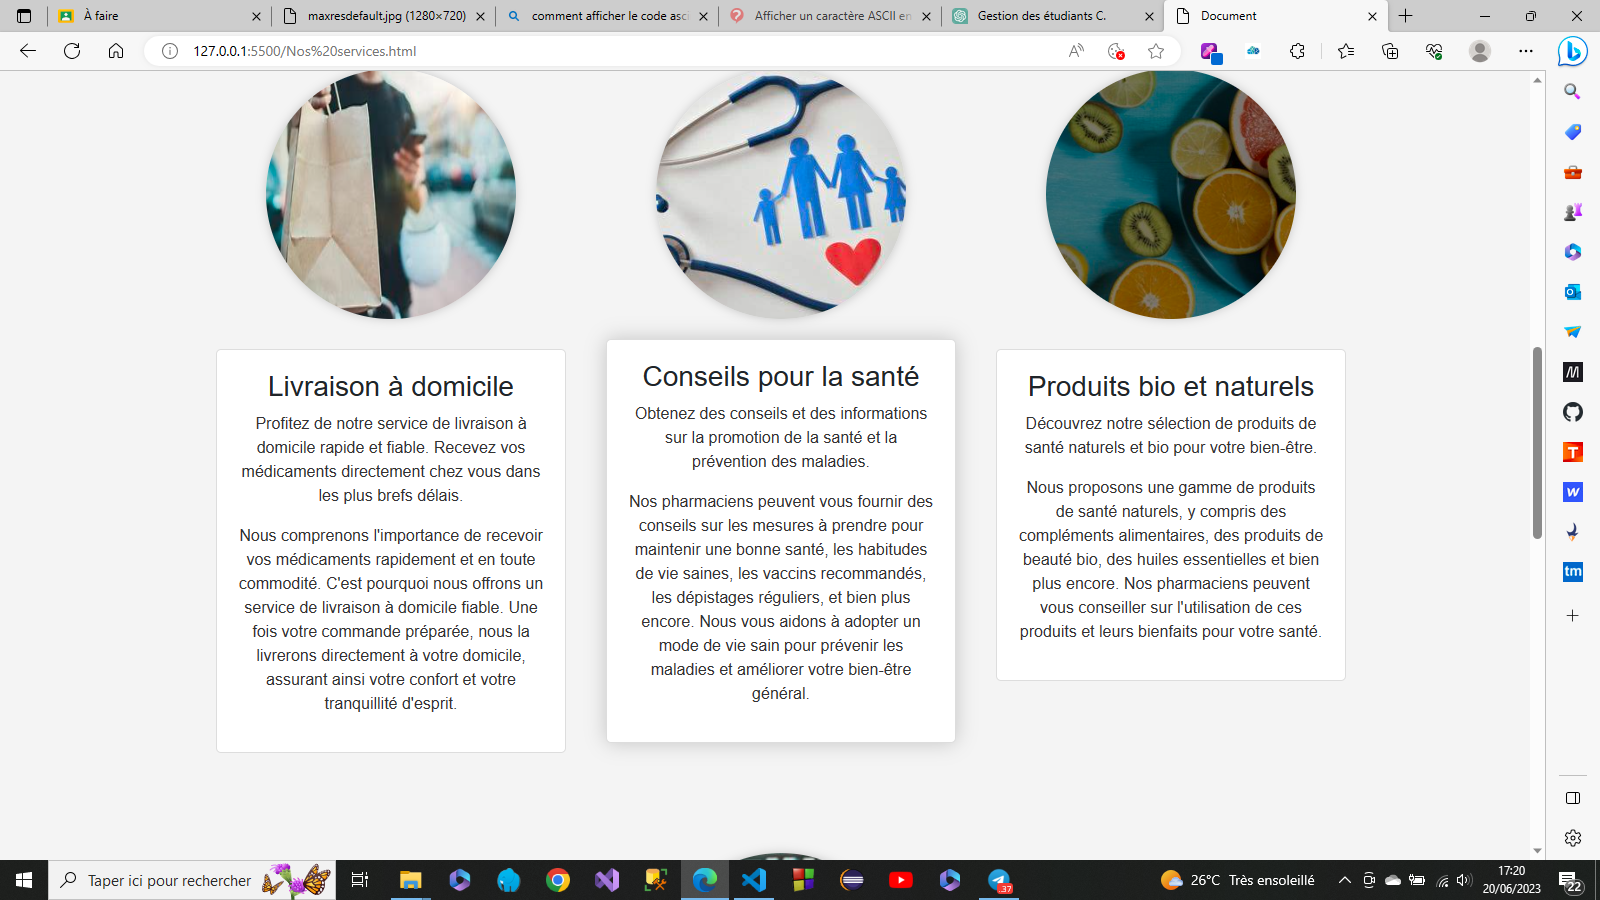 À faire
maxresdefault.jpg (1280×720)
comment afficher le code asc
Afficher un caractère ASCII en
Gestion des étudiants C.
Document
127.0.0.1:5500/Nos%20services.html
Livraison à domicile
Profitez de notre service de livraison à
domicile rapide et fiable. Recevez vos
médicaments directement chez vous dans
les plus brefs délais.
Nous comprenons l'importance de recevoir
vos médicaments rapidement et en toute
commodité. C'est pourquoi nous offrons un
service de livraison à domicile fiable. Une
fois votre commande préparée, nous la
livrerons directement à votre domicile,
assurant ainsi votre confort et votre
tranquillité d'esprit.
Conseils pour la santé
Obtenez des conseils et des informations
sur la promotion de la santé et la
prévention des maladies.
Nos pharmaciens peuvent vous fournir des
conseils sur les mesures à prendre pour
maintenir une bonne santé, les habitudes
de vie saines, les vaccins recommandés,
les dépistages réguliers, et bien plus
encore. Nous vous aidons à adopter un
mode de vie sain pour prévenir les
maladies et améliorer votre bien-être
général.
Produits bio et naturels
Découvrez notre sélection de produits de
santé naturels et bio pour votre bien-être.
Nous proposons une gamme de produits
de santé naturels, y compris des
compléments alimentaires, des produits de
beauté bio, des huiles essentielles et bien
plus encore. Nos pharmaciens peuvent
vous conseiller sur l'utilisation de ces
produits et leurs bienfaits pour votre santé.
T
w
tm
Taper ici pour rechercher
37
26°C Très ensoleillé
17:20
20/06/2023
22